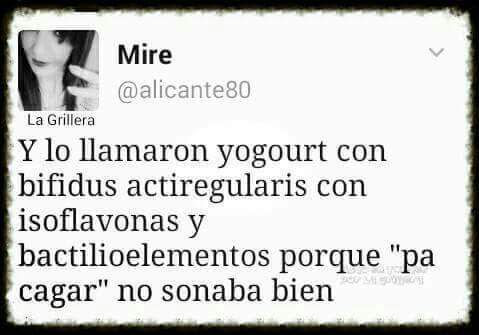 Mire
@alicante80
La Grillera
Y lo llamaron yogourt con
bifidus actiregularis con
isoflavonas y
bactilioelementos porque "pa
cagar" no sonaba bien